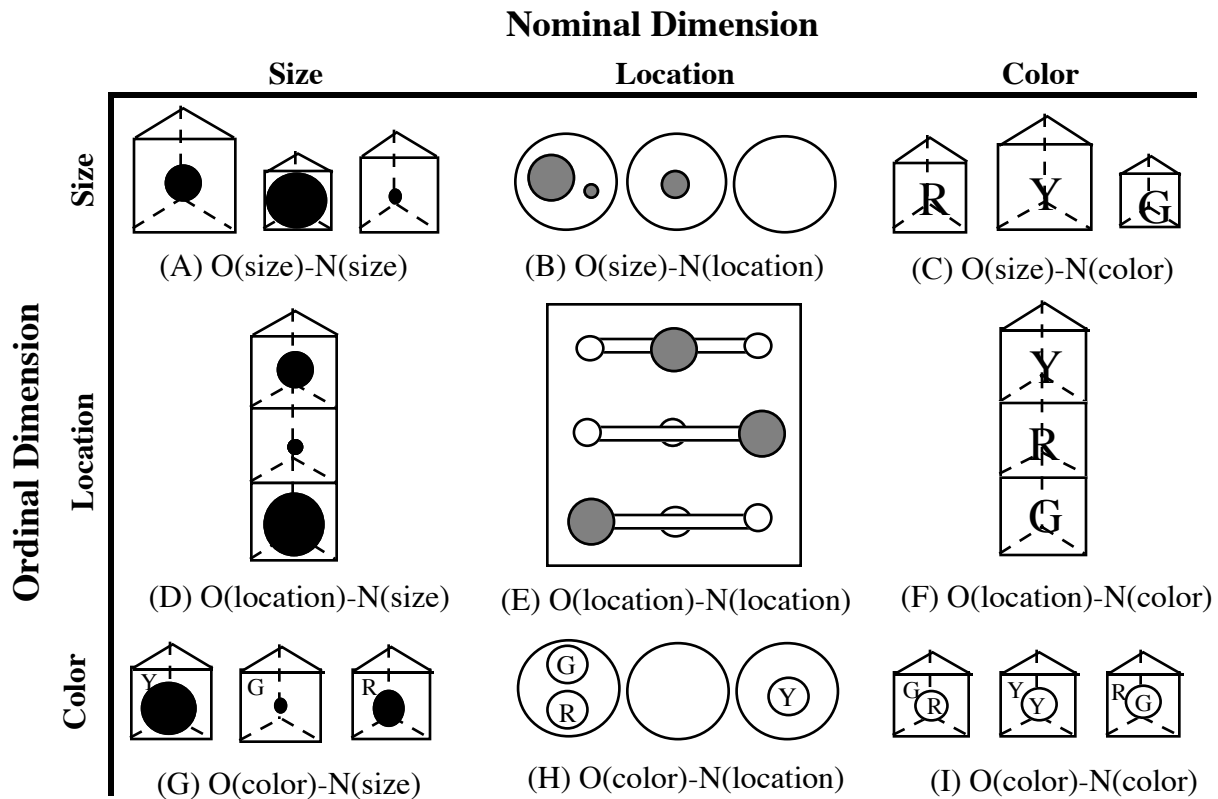 Nominal Dimension
Size Location Color
Ordinal Dimension
Size
R Y G
(A) O(size)-N(size) (B) O(size)-N(location) (C) O(size)-N(color)
Location
Y
R
G
(D) O(location)-N(size) (E) O(location)-N(location) (F) O(location)-N(color)
Color
Y G R G R Y G R Y Y R G
(G) O(color)-N(size) (H) O(color)-N(location) (I) O(color)-N(color)